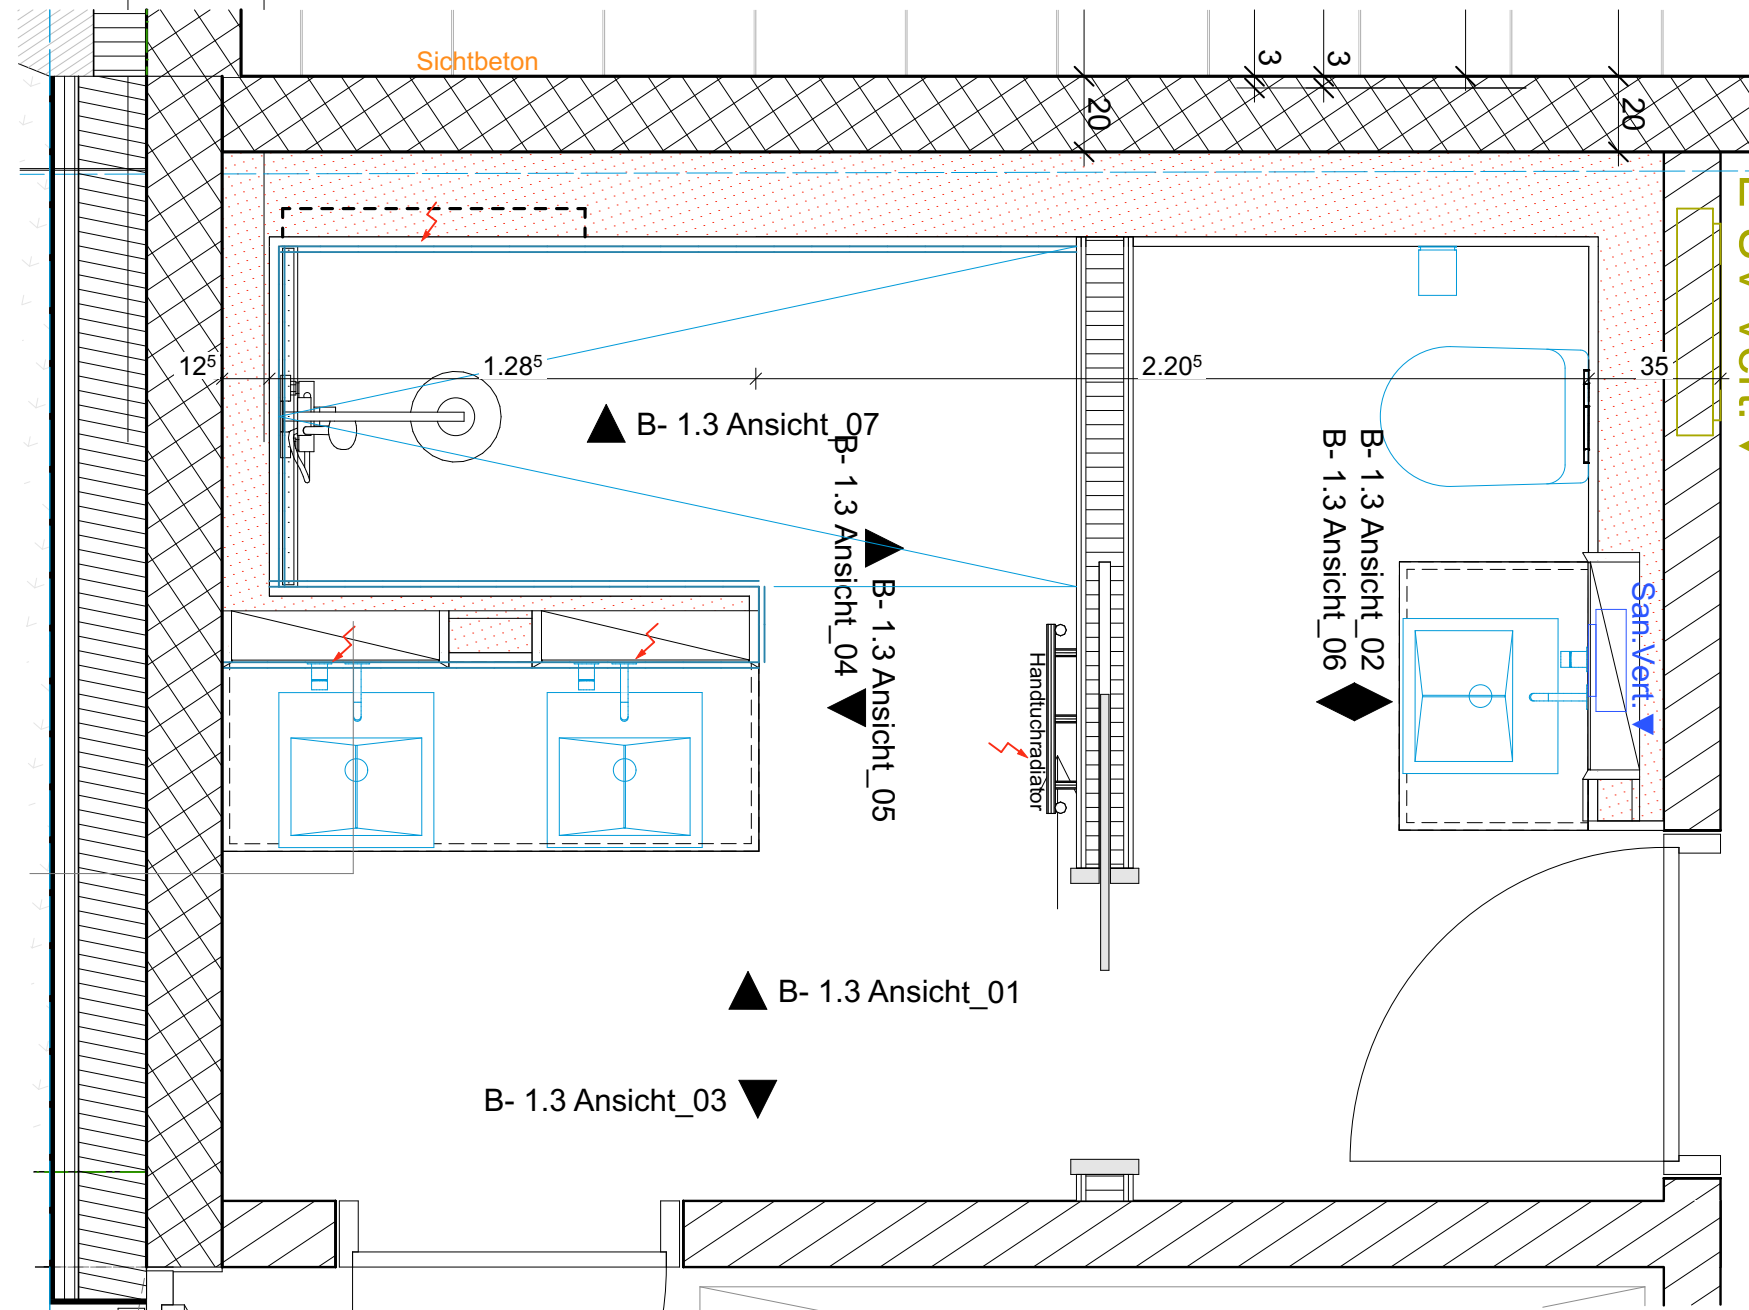 Sichtbeton
3
3
20
20
12⁵
1.28⁵
2.20⁵
35
B- 1.3 Ansicht_07
B- 1.3 Ansicht_04
B- 1.3 Ansicht_05
B- 1.3 Ansicht_02
B- 1.3 Ansicht_06
San.Vert.
Handtuchradiator
B- 1.3 Ansicht_01
B- 1.3 Ansicht_03